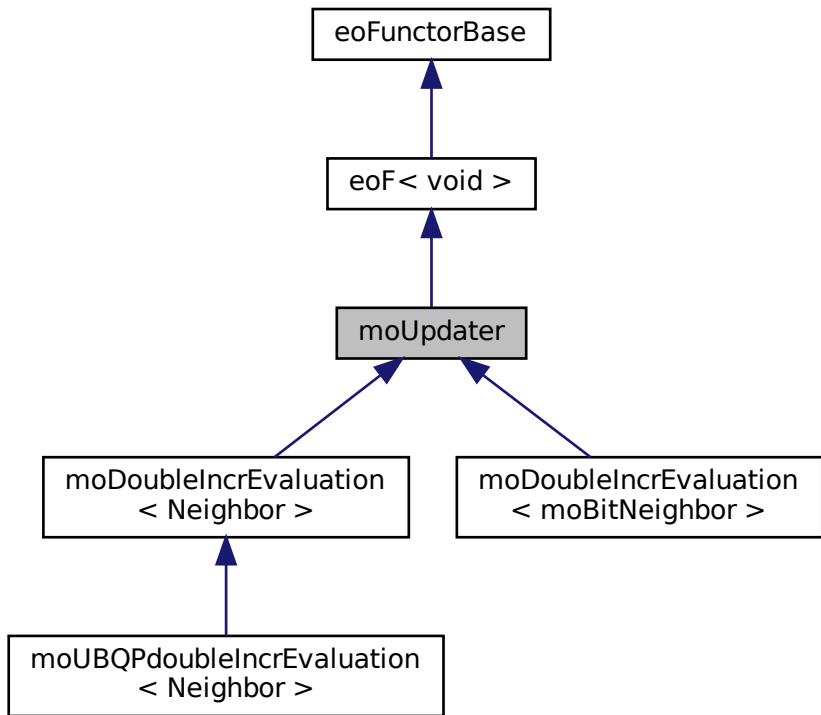 eoFunctorBase
eoF< void >
moUpdater
moDoubleIncrEvaluation
< Neighbor >
moDoubleIncrEvaluation
< moBitNeighbor >
moUBQPdoubleIncrEvaluation
< Neighbor >